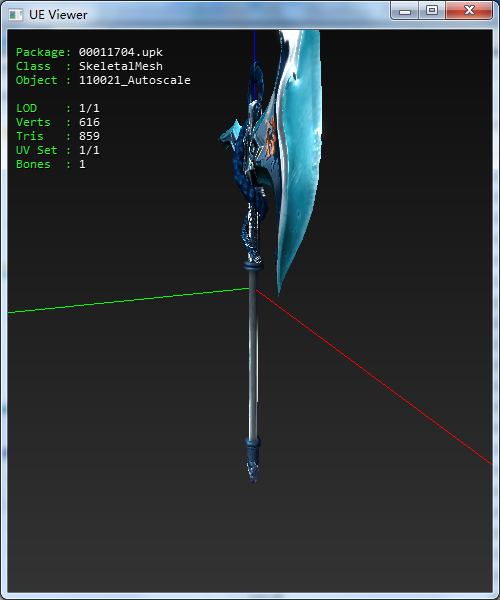 UE Viewer
Package: 00011704.upk
Class : SkeletalMesh
Object : 110021_Autoscale
LOD : 1/1
Verts : 616
Tris : 859
UV Set : 1/1
Bones : 1